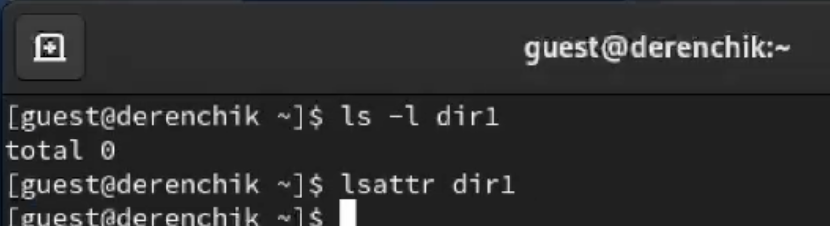 guest@derenchik:~
[guest@derenchik ~]$ ls -l dir1
total 0
[guest@derenchik ~]$ lsattr dir1
[guest@derenchik ~]$